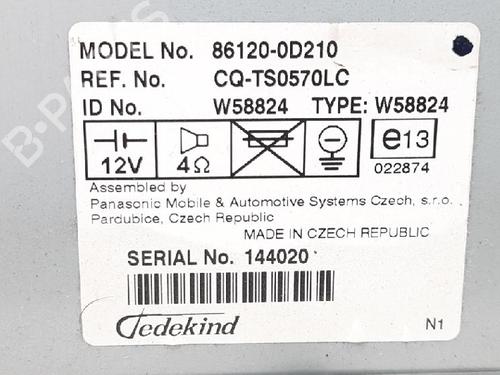 MODEL No. 86120-0D210
REF. No. CQ-TS0570LC
ID No. W58824 TYPE: W58824
12V 4Ω e13
022874
Assembled by
Panasonic Mobile & Automotive Systems Czech, s.r.o.
Pardubice, Czech Republic
MADE IN CZECH REPUBLIC
SERIAL No. 144020
Tedekind N1
B-PARTS